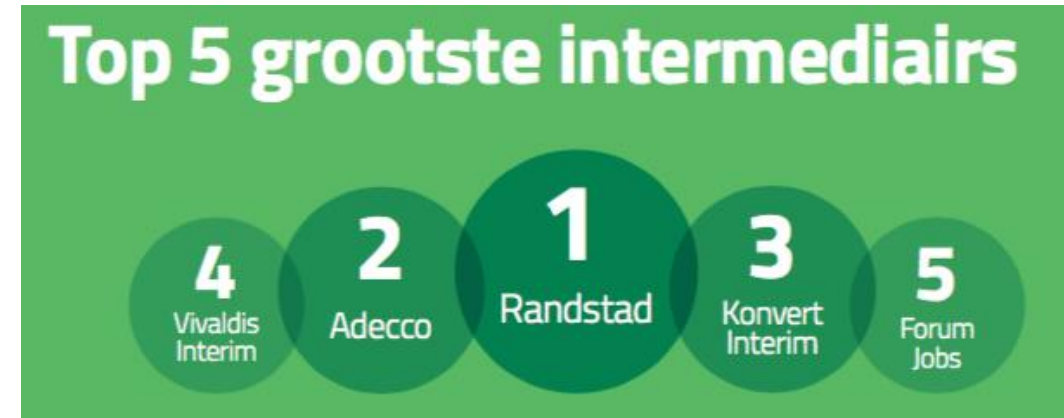 Top 5 grootste intermediairs
4
Vivaldis
Interim
2
Adecco
1
Randstad
3
Konvert
Interim
5
Forum
Jobs